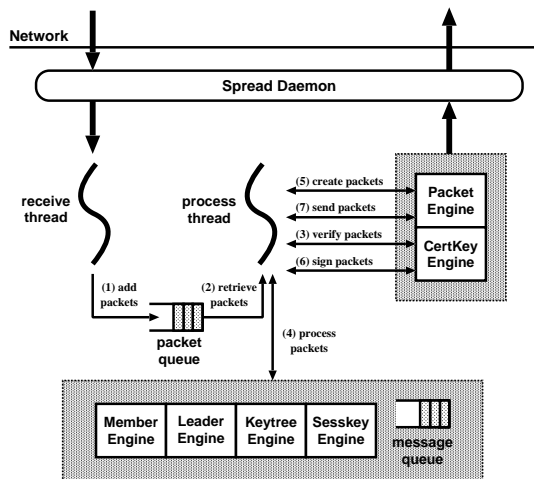 Network
Spread Daemon
receive
thread
process
thread
(5) create packets
(7) send packets
(3) verify packets
(6) sign packets
Packet
Engine
CertKey
Engine
(1) add
packets
(2) retrieve
packets
packet
queue
(4) process
packets
Member
Engine
Leader
Engine
Keytree
Engine
Sesskey
Engine
message
queue